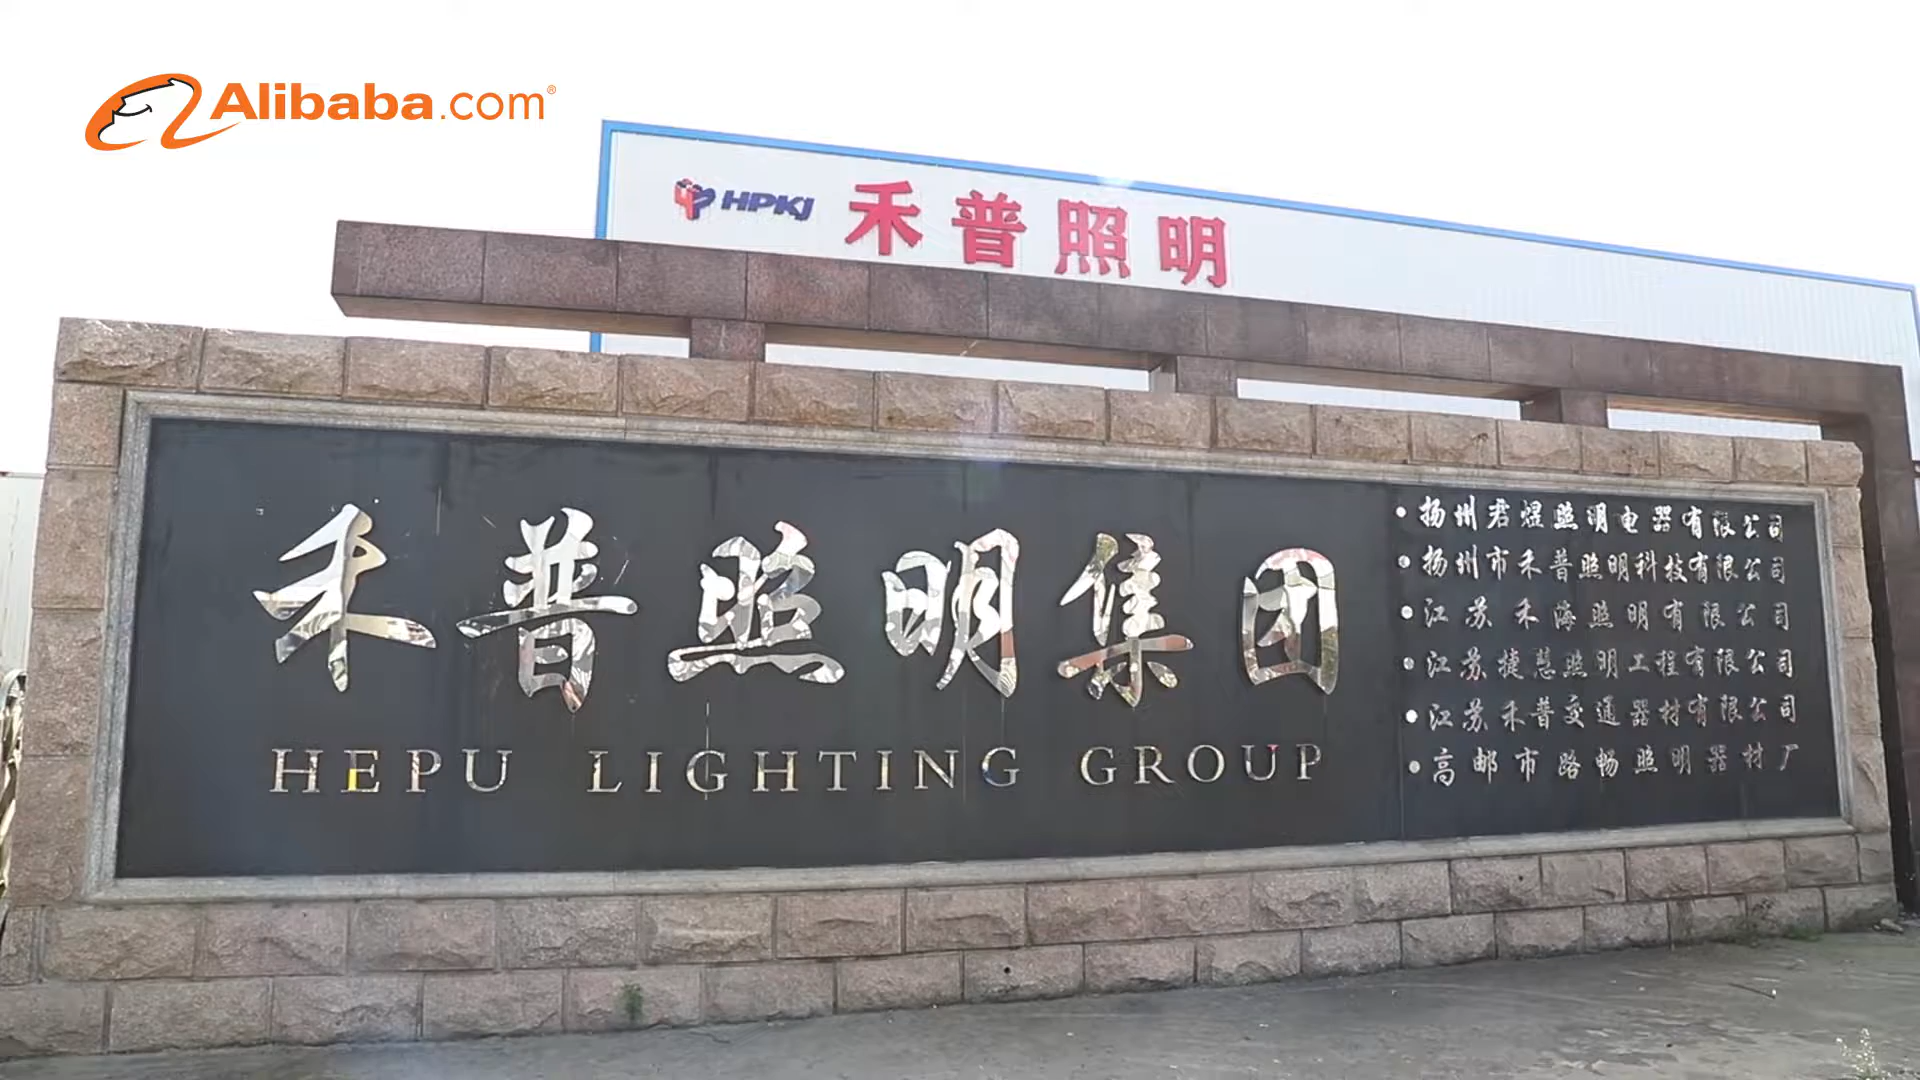 Alibaba.com®
HPKJ 禾普照明
禾普照明集团
HEPU LIGHTING GROUP
• 扬州君煜照明电器有限公司
• 扬州市禾普照明科技有限公司
• 江苏禾海照明有限公司
• 江苏捷慧照明工程有限公司
• 江苏禾普交通器材有限公司
• 高邮市路畅照明器材厂